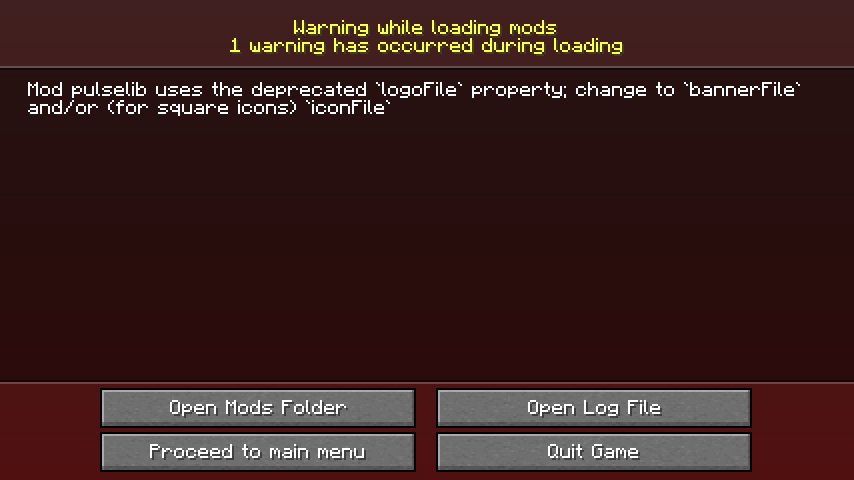 Warning while loading mods
1 warning has occurred during loading
Mod pulselib uses the deprecated `logoFile` property; change to `bannerFile`
and/or (for square icons) `iconFile`
Open Mods Folder
Open Log File
Proceed to main menu
Quit Game